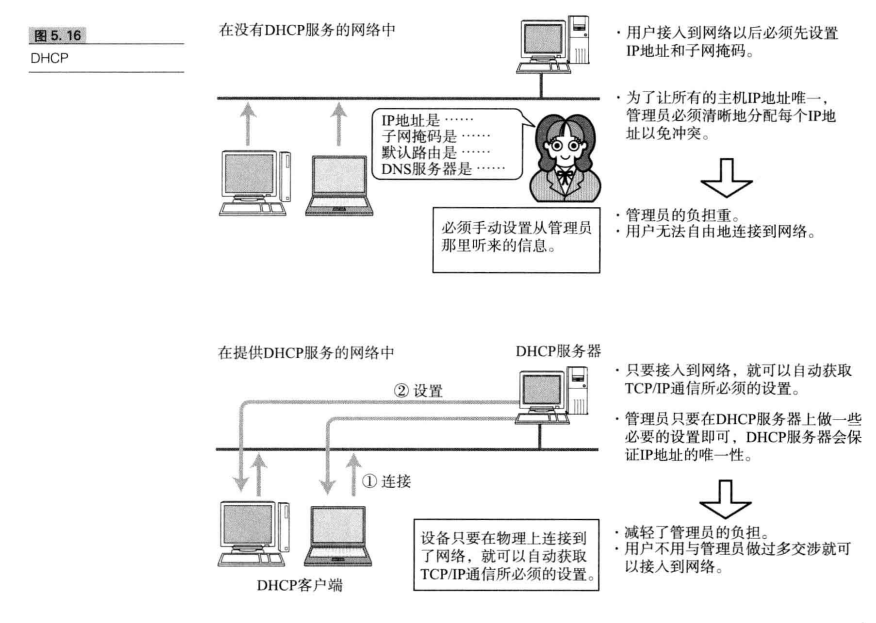 图 5. 16
DHCP
在没有DHCP服务的网络中
IP地址是 ……
子网掩码是 ……
默认路由是 ……
DNS服务器是 ……
必须手动设置从管理员
那里听来的信息。
· 用户接入到网络以后必须先设置
IP地址和子网掩码。
· 为了让所有的主机IP地址唯一，
管理员必须清晰地分配每个IP地
址以免冲突。
· 管理员的负担重。
· 用户无法自由地连接到网络。
在提供DHCP服务的网络中
DHCP服务器
② 设置
① 连接
DHCP客户端
设备只要在物理上连接到
了网络，就可以自动获取
TCP/IP通信所必须的设置。
· 只要接入到网络，就可以自动获取
TCP/IP通信所必须的设置。
· 管理员只要在DHCP服务器上做一些
必要的设置即可，DHCP服务器会保
证IP地址的唯一性。
· 减轻了管理员的负担。
· 用户不用与管理员做过多交涉就可
以接入到网络。